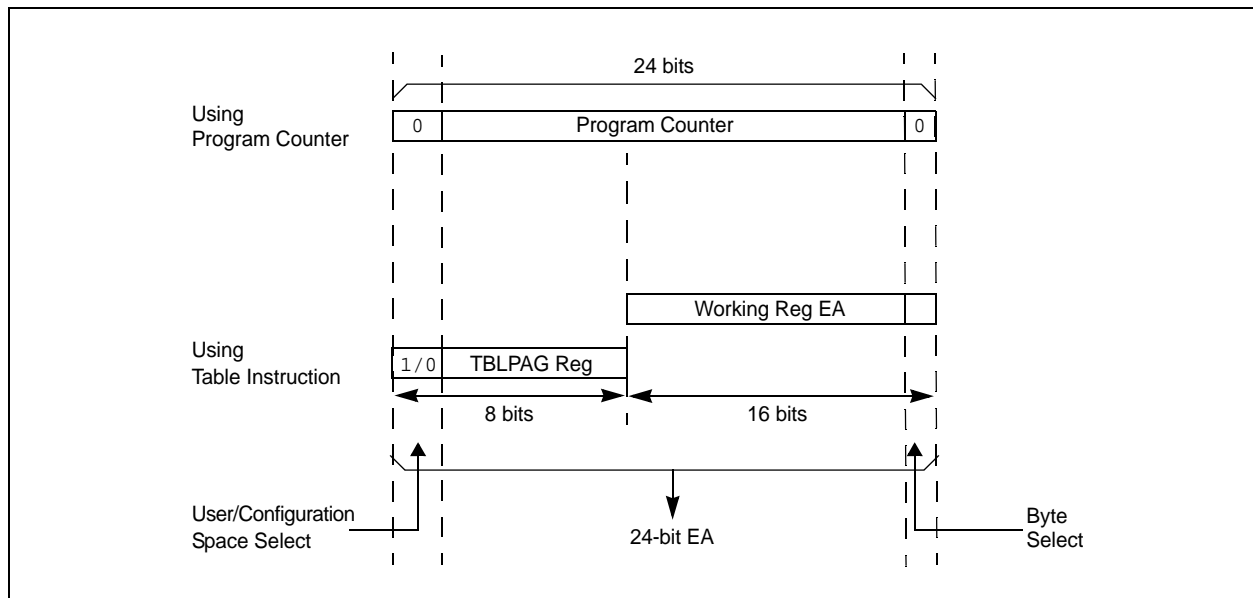 24 bits
Using
Program Counter
0
Program Counter
0
Working Reg EA
Using
Table Instruction
1/0
TBLPAG Reg
8 bits
16 bits
User/Configuration
Space Select
24-bit EA
Byte
Select